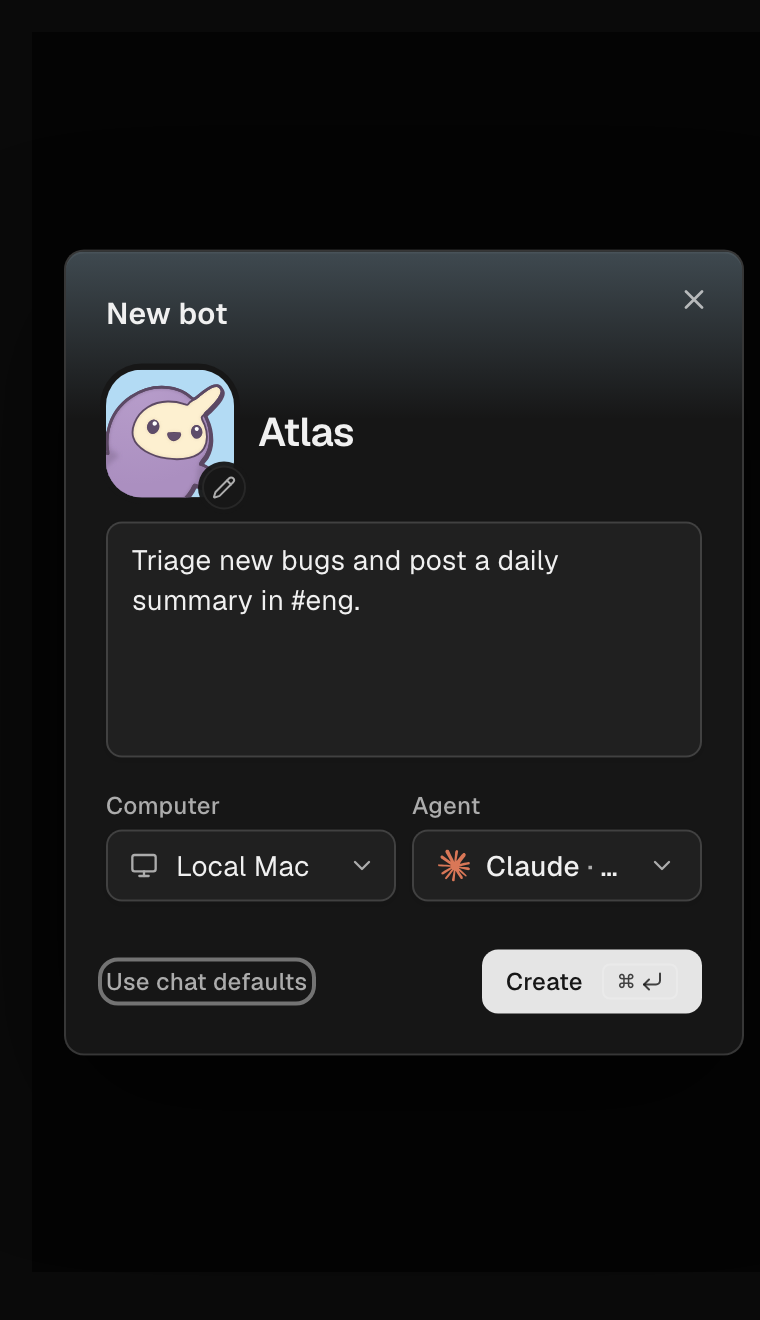 New bot
Atlas
Triage new bugs and post a daily
summary in #eng.
Computer
Agent
Local Mac
Claude · ...
Use chat defaults
Create ⌘ ↵